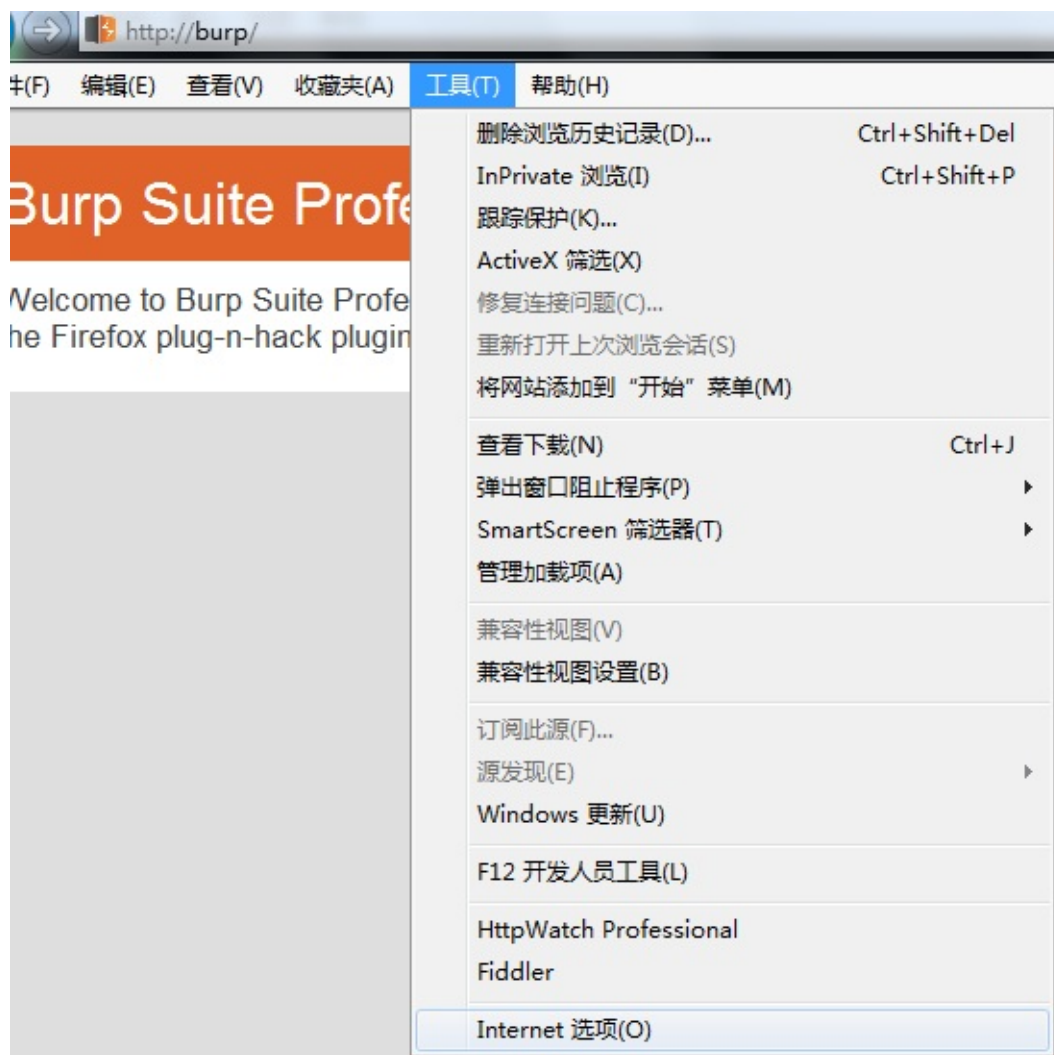 http://burp/
件(F) 编辑(E) 查看(V) 收藏夹(A) 工具(T) 帮助(H)
删除浏览历史记录(D)... Ctrl+Shift+Del
InPrivate 浏览(I) Ctrl+Shift+P
跟踪保护(K)...
ActiveX 筛选(X)
修复连接问题(C)...
重新打开上次浏览会话(S)
将网站添加到“开始”菜单(M)
查看下载(N) Ctrl+J
弹出窗口阻止程序(P)
SmartScreen 筛选器(T)
管理加载项(A)
兼容性视图(V)
兼容性视图设置(B)
订阅此源(F)...
源发现(E)
Windows 更新(U)
F12 开发人员工具(L)
HttpWatch Professional
Fiddler
Internet 选项(O)
Burp Suite Profe
Welcome to Burp Suite Profe
he Firefox plug-n-hack plugin